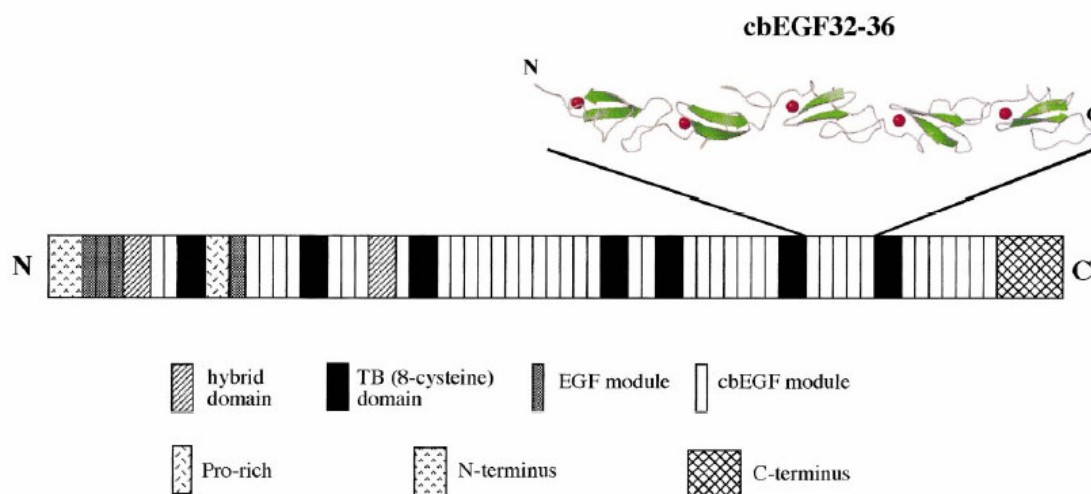 cbEGF32-36
N
C
N
C
hybrid
domain
TB (8-cysteine)
domain
EGF module
cbEGF module
Pro-rich
N-terminus
C-terminus